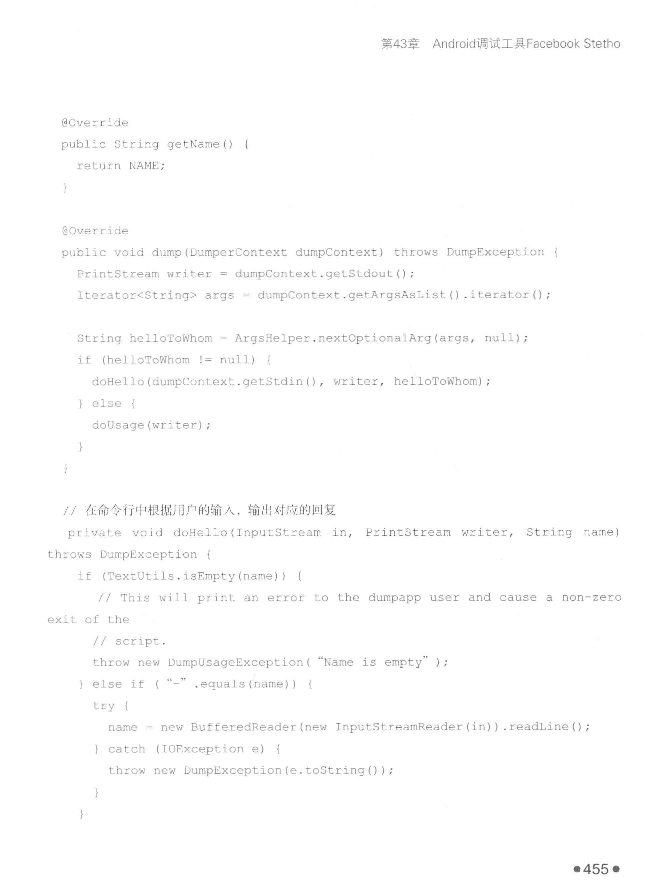 第43章 Android调试工具Facebook Stetho
@Override
public String getName() {
return NAME;
}
@Override
public void dump(DumperContext dumpContext) throws DumpException {
PrintStream writer = dumpContext.getStdout();
Iterator<String> args = dumpContext.getArgsAsList().iterator();
String helloToWhom = ArgsHelper.nextOptionalArg(args, null);
if (helloToWhom != null) {
doHello(dumpContext.getStdin(), writer, helloToWhom);
} else {
doUsage(writer);
}
}
// 在命令行中根据用户的输入，输出对应的回复
private void doHello(InputStream in, PrintStream writer, String name)
throws DumpException {
if (TextUtils.isEmpty(name)) {
// This will print an error to the dumpapp user and cause a non-zero
exit of the
// script.
throw new DumpUsageException( “Name is empty” );
} else if ( “-” .equals(name)) {
try {
name = new BufferedReader(new InputStreamReader(in)).readLine();
} catch (IOException e) {
throw new DumpException(e.toString());
}
}
●455●